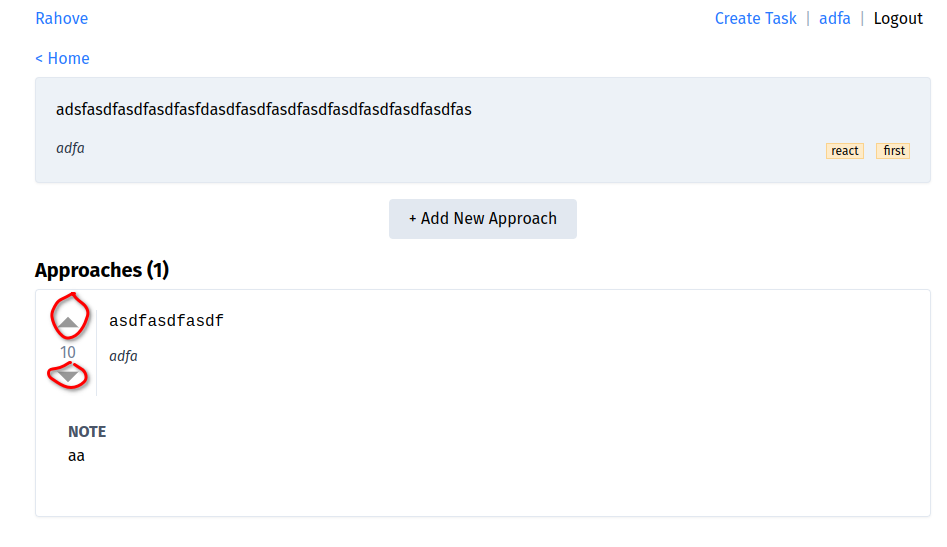 Rahove
Create Task | adfa | Logout
< Home
adsfasdfasdfasdfasfdasdfasdfasdfasdfasdfasdfasdfasdfas
adfa
react first
+ Add New Approach
Approaches (1)
asdfasdfasdf
10
adfa
NOTE
aa